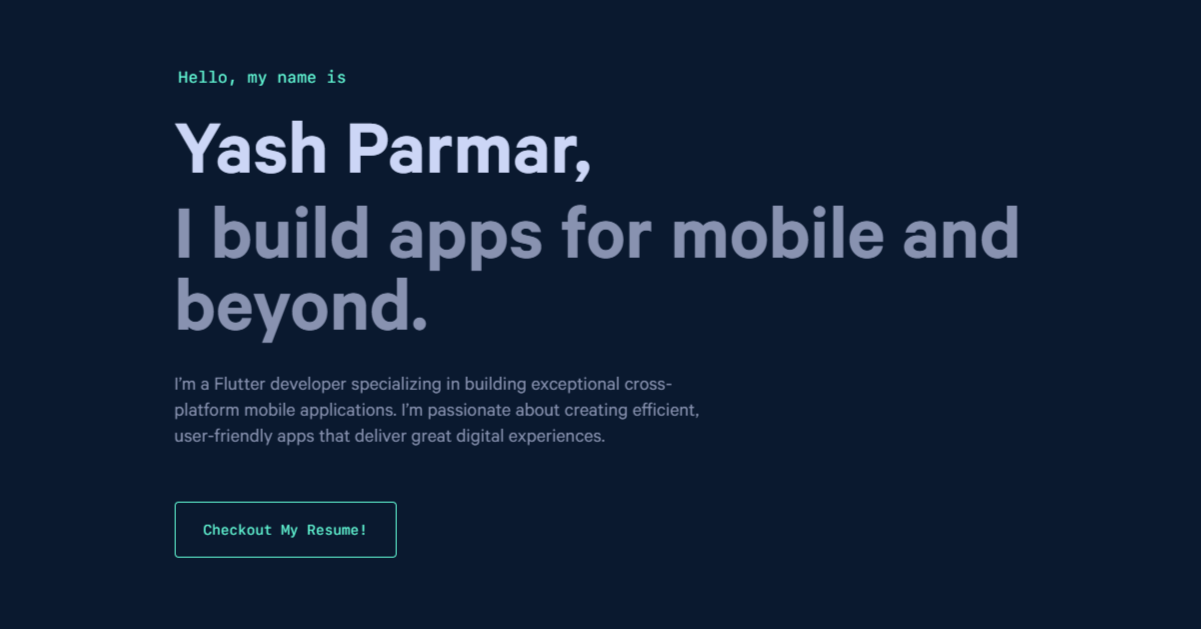 Hello, my name is
Yash Parmar,
I build apps for mobile and
beyond.
I’m a Flutter developer specializing in building exceptional cross-
platform mobile applications. I’m passionate about creating efficient,
user-friendly apps that deliver great digital experiences.
Checkout My Resume!